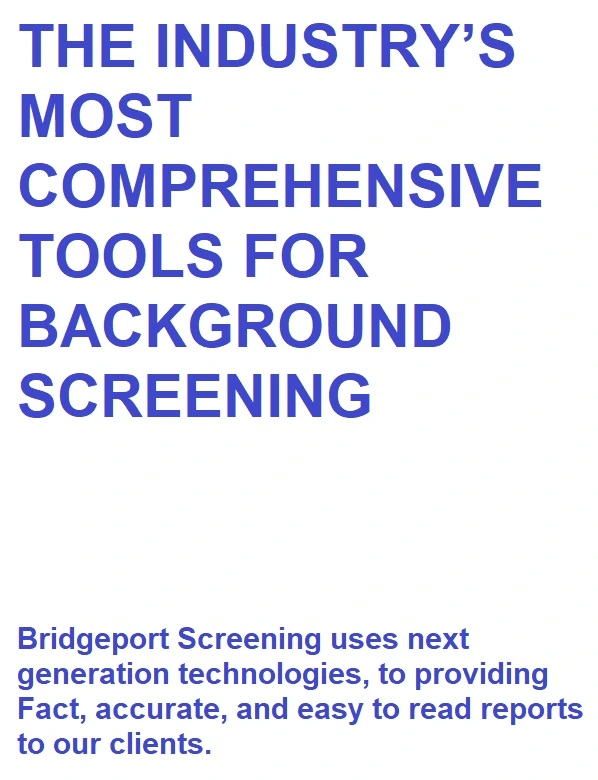 THE INDUSTRY’S
MOST
COMPREHENSIVE
TOOLS FOR
BACKGROUND
SCREENING
Bridgeport Screening uses next
generation technologies, to providing
Fact, accurate, and easy to read reports
to our clients.